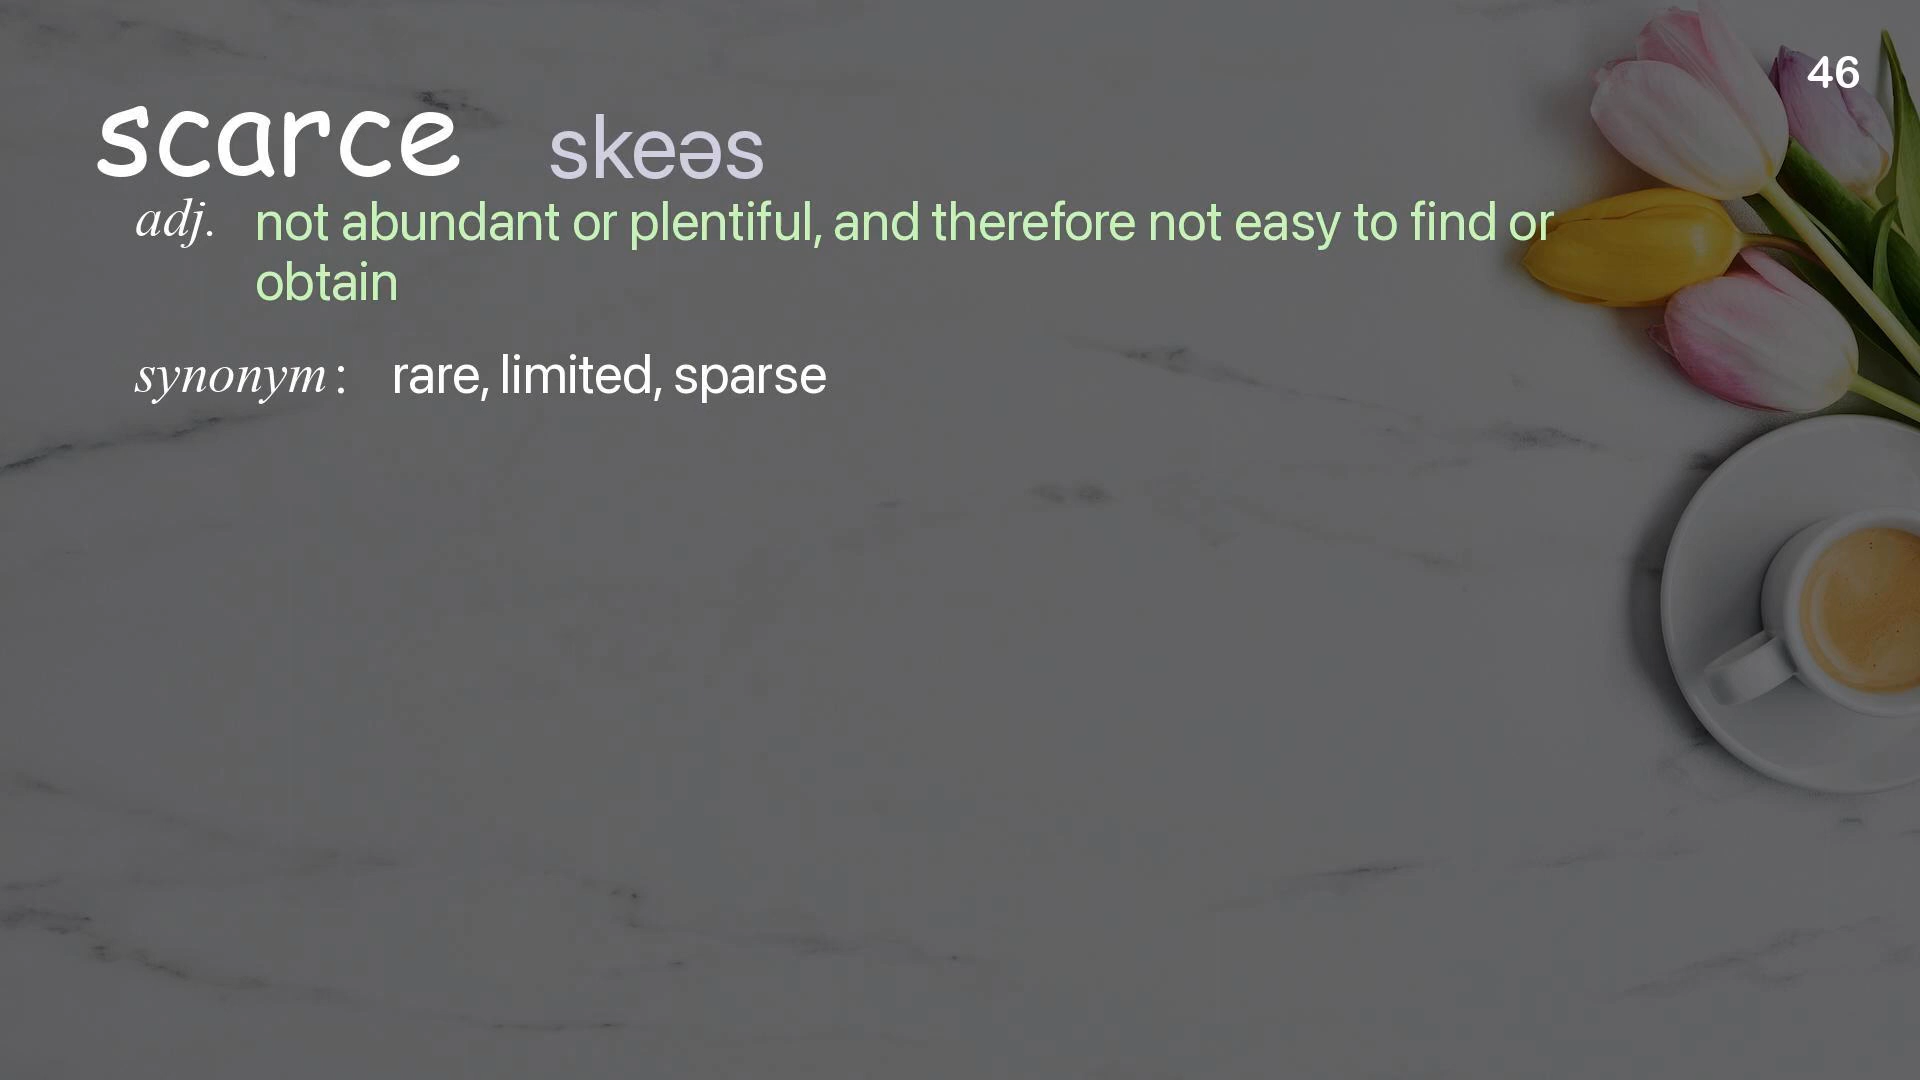 46
scarce skeəs
adj. not abundant or plentiful, and therefore not easy to find or
obtain
synonym: rare, limited, sparse